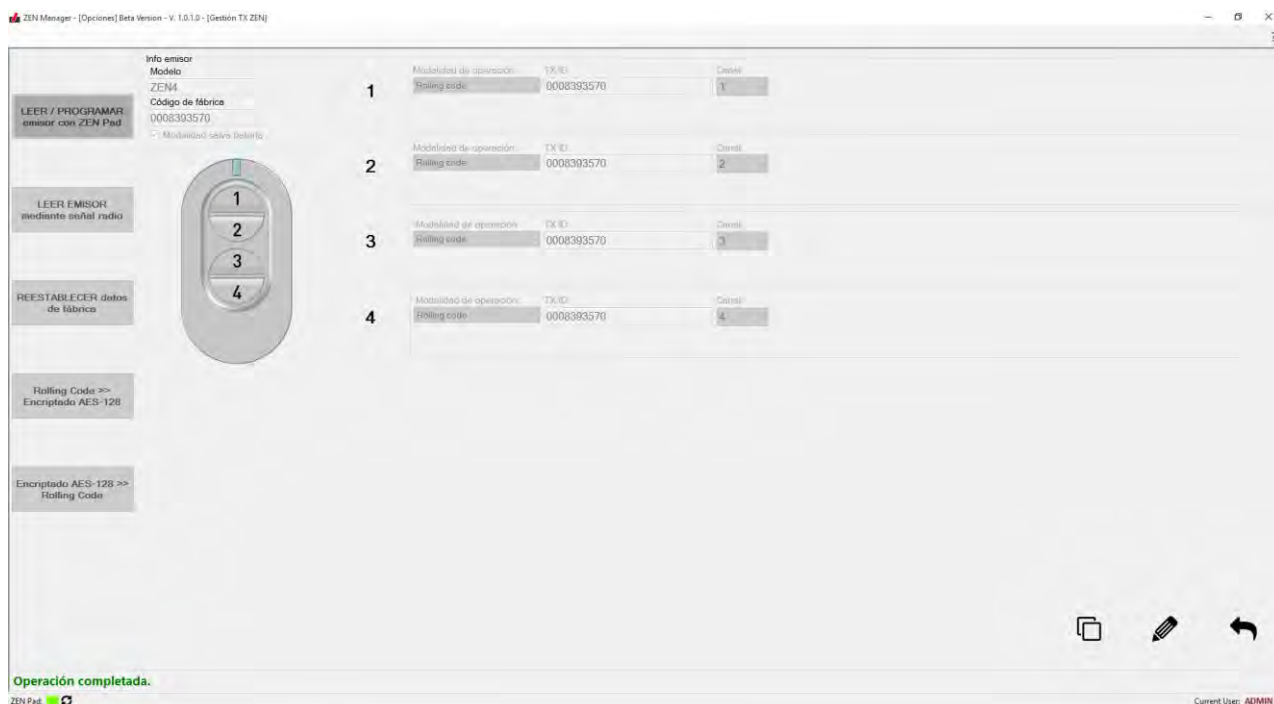 ZEN Manager - [Opciones] Beta Version - V. 1.0.1.0 - [Gestión TX ZEN]
?
LEER / PROGRAMAR
emisor con ZEN Pad
LEER EMISOR
mediante señal radio
REESTABLECER datos
de fábrica
Rolling Code >>
Encriptado AES-128
Encriptado AES-128 >>
Rolling Code
Info emisor
Modelo
ZEN4
Código de fábrica
0008393570
Modalidad salva batería
1
2
3
4
1
Modalidad de operación: TX ID: Canal:
Rolling code 0008393570 1
2
Modalidad de operación: TX ID: Canal:
Rolling code 0008393570 2
3
Modalidad de operación: TX ID: Canal:
Rolling code 0008393570 3
4
Modalidad de operación: TX ID: Canal:
Rolling code 0008393570 4
Operación completada.
ZEN Pad: Current User: ADMIN